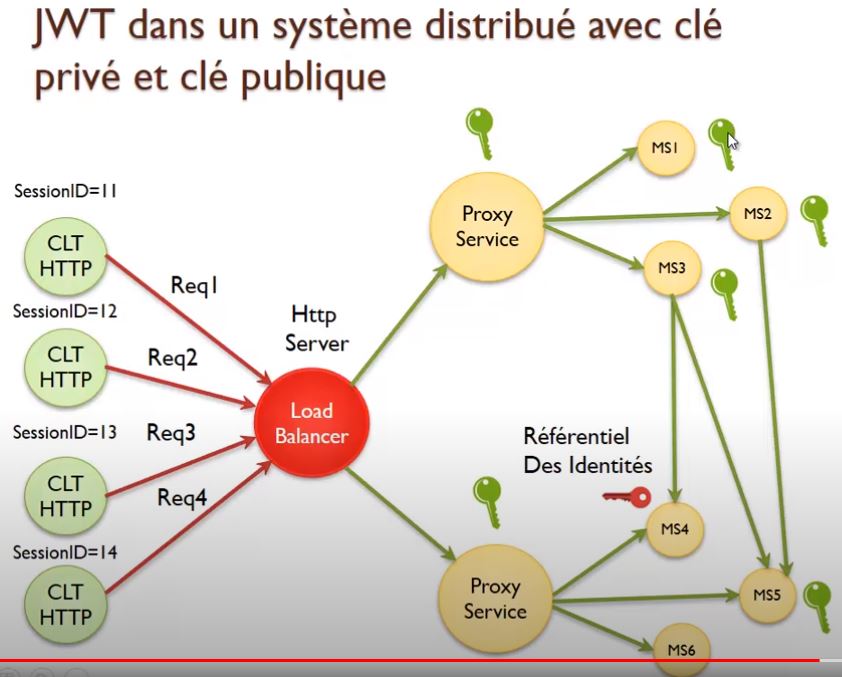 JWT dans un système distribué avec clé
privé et clé publique
SessionID=11
CLT
HTTP
Req1
SessionID=12
CLT
HTTP
Req2
SessionID=13
CLT
HTTP
Req3
SessionID=14
CLT
HTTP
Req4
Http
Server
Load
Balancer
Proxy
Service
MS1
MS2
MS3
Référentiel
Des Identités
MS4
Proxy
Service
MS5
MS6